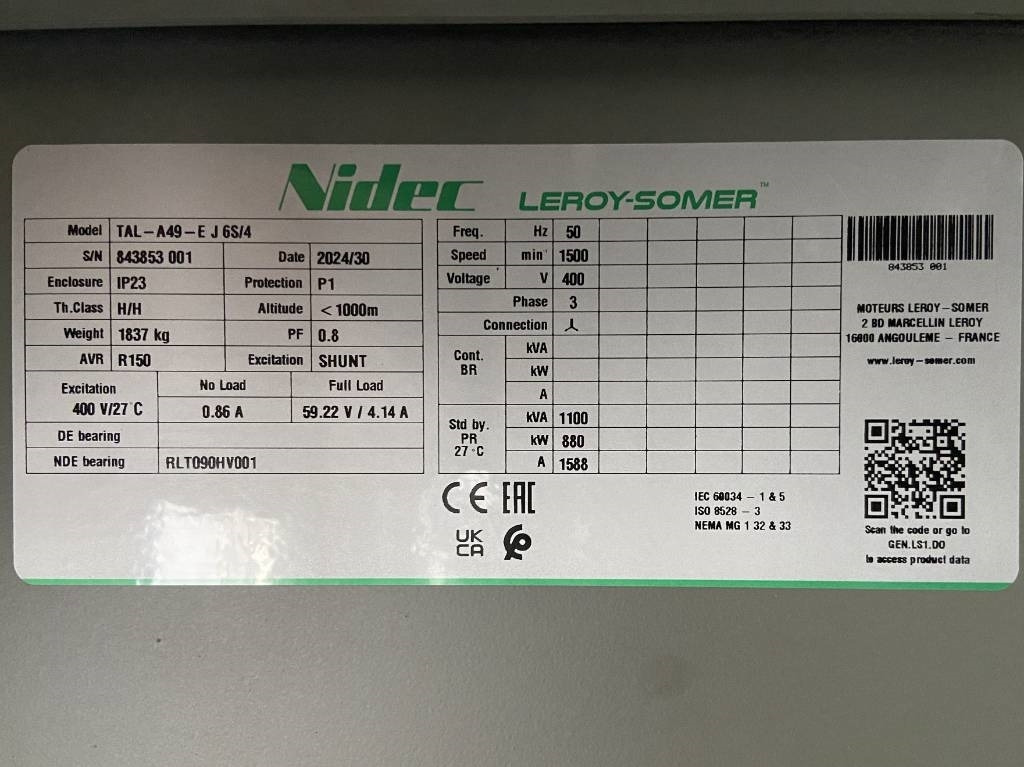 Nidec LEROY-SOMER™
Model TAL-A49-E J 6S/4
S/N 843853 001 Date 2024/30
Enclosure IP23 Protection P1
Th.Class H/H Altitude < 1000m
Weight 1837 kg PF 0.8
AVR R150 Excitation SHUNT
Excitation No Load Full Load
400 V/27°C 0.86 A 59.22 V / 4.14 A
DE bearing
NDE bearing RLT090HV001
Freq. Hz 50
Speed min⁻¹ 1500
Voltage V 400
Phase 3
Connection
Cont. BR kVA
kW
A
Std by. PR 27°C kVA 1100
kW 880
A 1588
CE EAC
UK
CA
IEC 60034 - 1 & 5
ISO 8528 - 3
NEMA MG 1 32 & 33
843853 001
MOTEURS LEROY-SOMER
2 BD MARCELLIN LEROY
16000 ANGOULEME - FRANCE
www.leroy-somer.com
Scan the code or go to
GEN.LS1.DO
to access product data